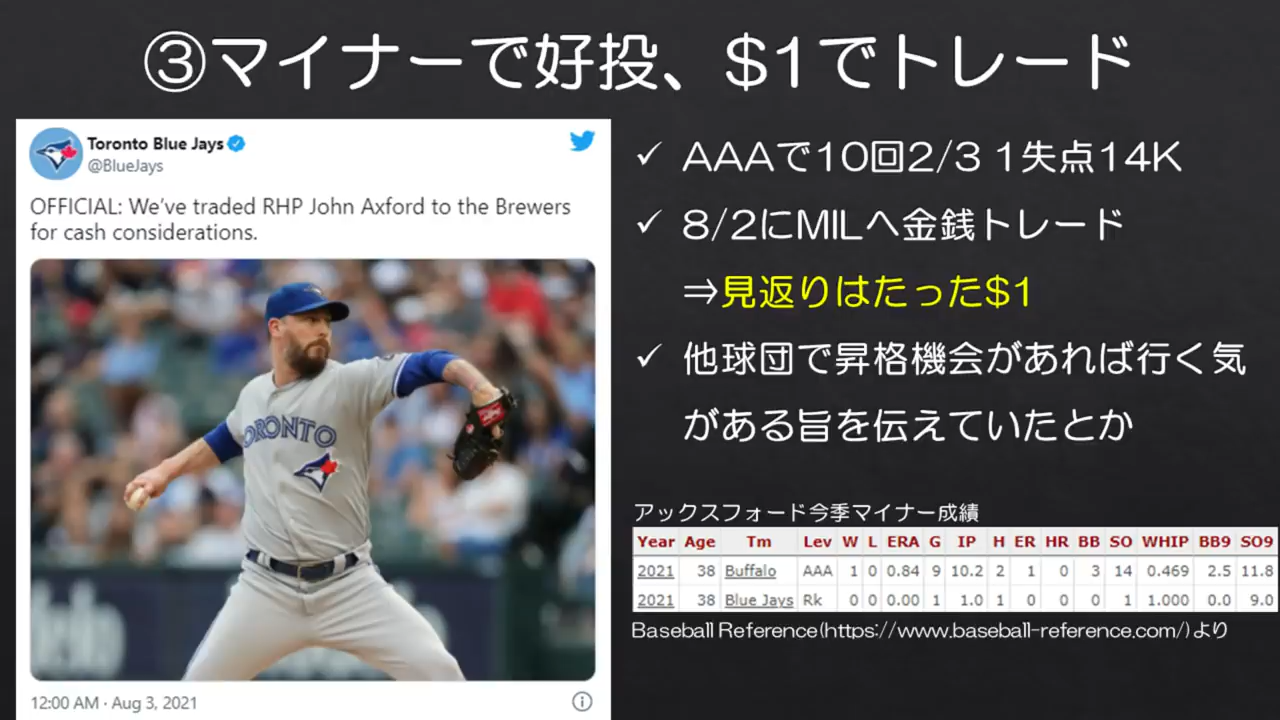 ③マイナーで好投、$1でトレード
Toronto Blue Jays
@BlueJays
OFFICIAL: We've traded RHP John Axford to the Brewers
for cash considerations.
TORONTO
12:00 AM · Aug 3, 2021
✓ AAAで10回2/3 1失点14K
✓ 8/2にMILへ金銭トレード
⇒見返りはたった$1
✓ 他球団で昇格機会があれば行く気
がある旨を伝えていたとか
アックスフォード今季マイナー成績
Year Age Tm Lev W L ERA G IP H ER HR BB SO WHIP BB9 SO9
2021 38 Buffalo AAA 1 0 0.84 9 10.2 2 1 0 3 14 0.469 2.5 11.8
2021 38 Blue Jays Rk 0 0 0.00 1 1.0 1 0 0 0 1 1.000 0.0 9.0
Baseball Reference(https://www.baseball-reference.com/)より